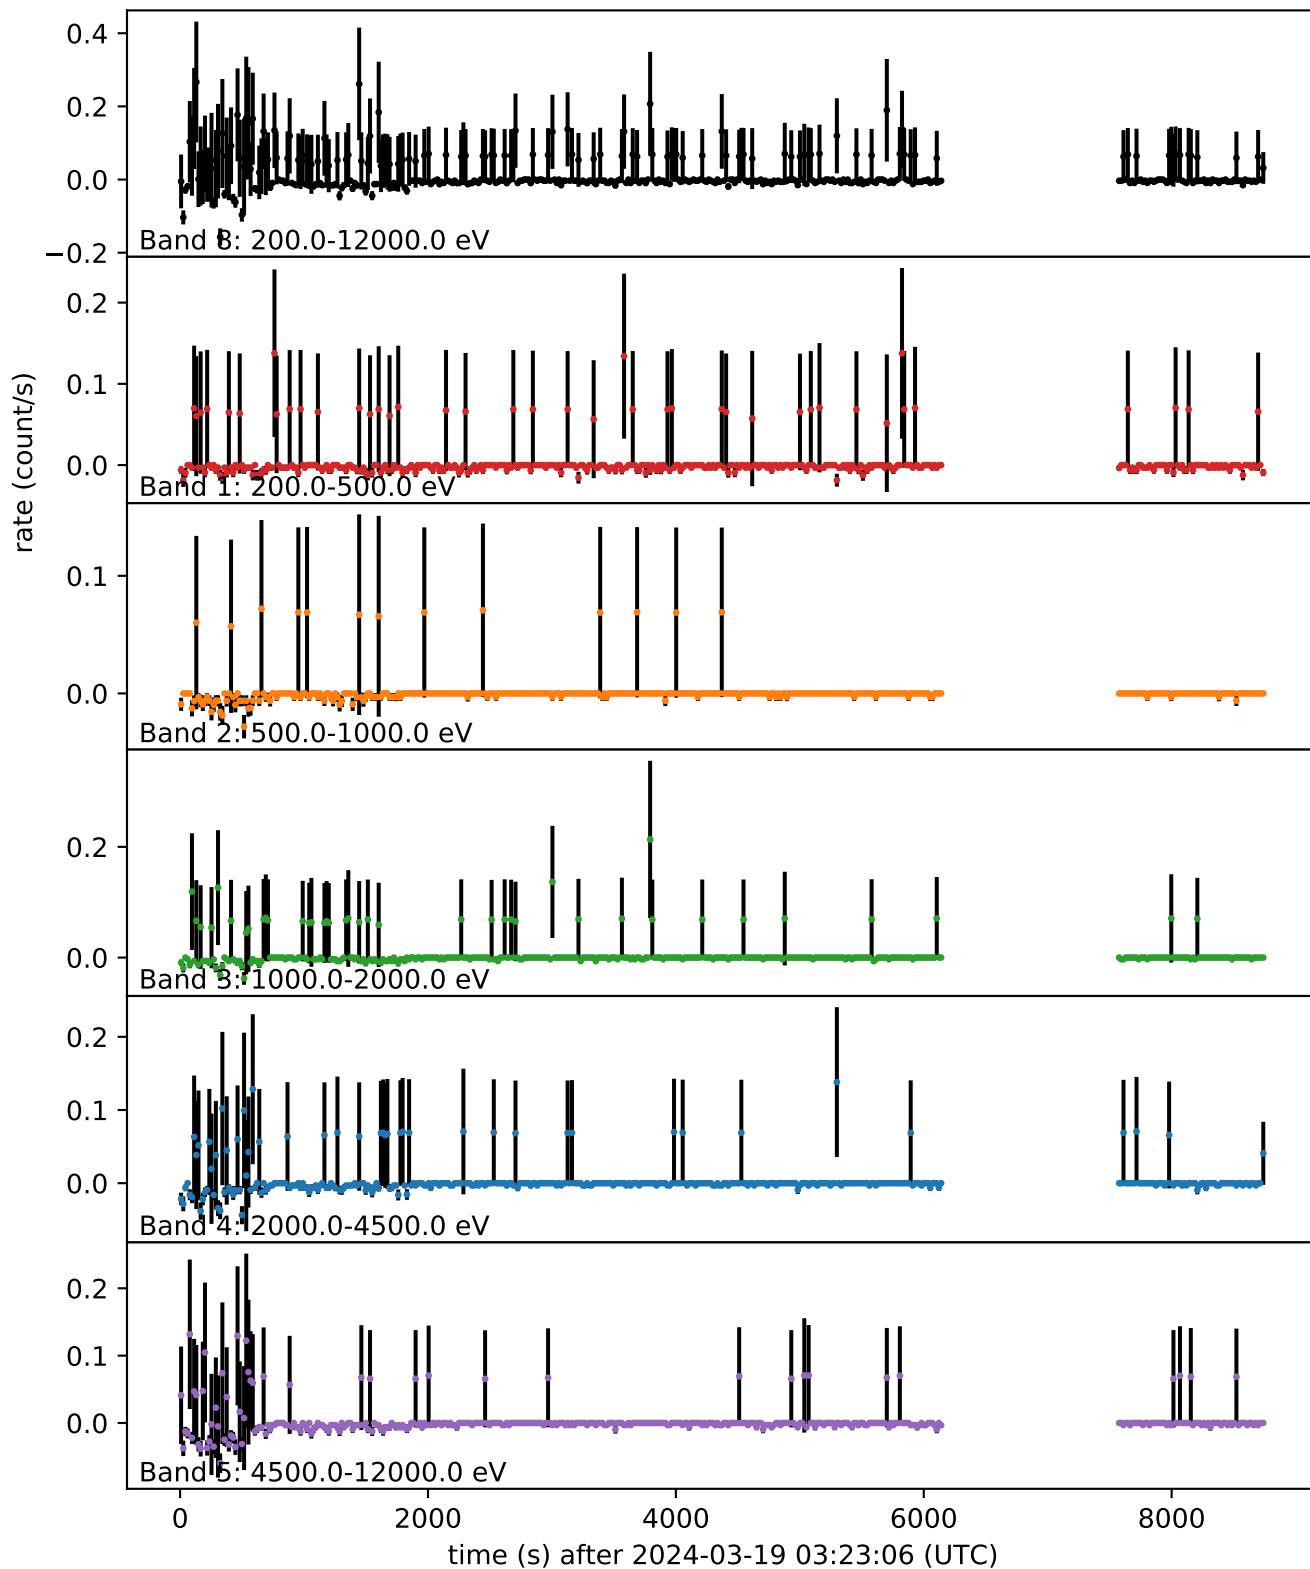 0.4
0.2
0.0
−0.2
Band 8: 200.0-12000.0 eV
0.2
0.1
0.0
Band 1: 200.0-500.0 eV
rate (count/s)
0.1
0.0
Band 2: 500.0-1000.0 eV
0.2
0.0
Band 3: 1000.0-2000.0 eV
0.2
0.1
0.0
Band 4: 2000.0-4500.0 eV
0.2
0.1
0.0
Band 5: 4500.0-12000.0 eV
0 2000 4000 6000 8000
time (s) after 2024-03-19 03:23:06 (UTC)